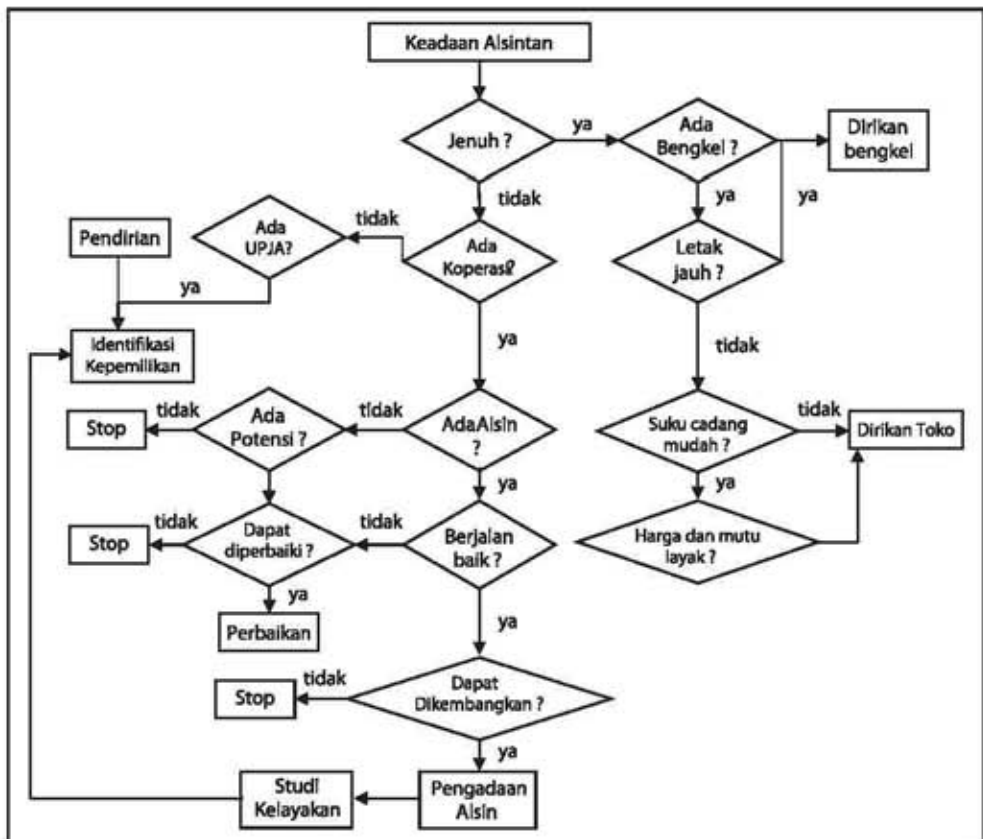 Keadaan Alsintan
Jenuh ?
ya
Ada
Bengkel ?
Dirikan
bengkel
tidak
ya
ya
Pendirian
Ada
UPJA?
tidak
Ada
Koperasi?
Letak
jauh ?
ya
Identifikasi
Kepemilikan
ya
tidak
Stop
tidak
Ada
Potensi ?
tidak
AdaAlsin
?
Suku cadang
mudah ?
tidak
Dirikan Toko
ya
ya
Stop
tidak
Dapat
diperbaiki ?
tidak
Berjalan
baik ?
Harga dan mutu
layak ?
ya
Perbaikan
ya
Stop
tidak
Dapat
Dikembangkan ?
ya
Studi
Kelayakan
Pengadaan
Alsin